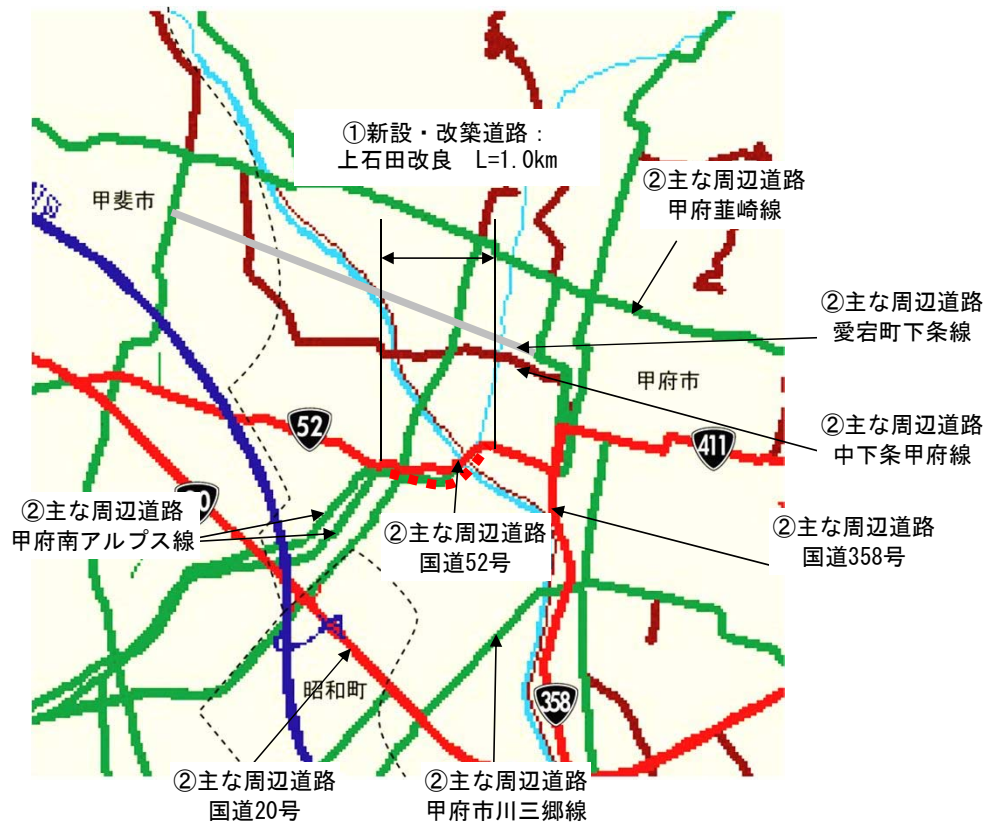 ①新設・改築道路：
上石田改良　L=1.0km
②主な周辺道路
甲府韮崎線
甲斐市
②主な周辺道路
愛宕町下条線
甲府市
52
411
②主な周辺道路
中下条甲府線
②主な周辺道路
甲府南アルプス線
②主な周辺道路
国道52号
②主な周辺道路
国道358号
昭和町
358
②主な周辺道路
国道20号
②主な周辺道路
甲府市川三郷線